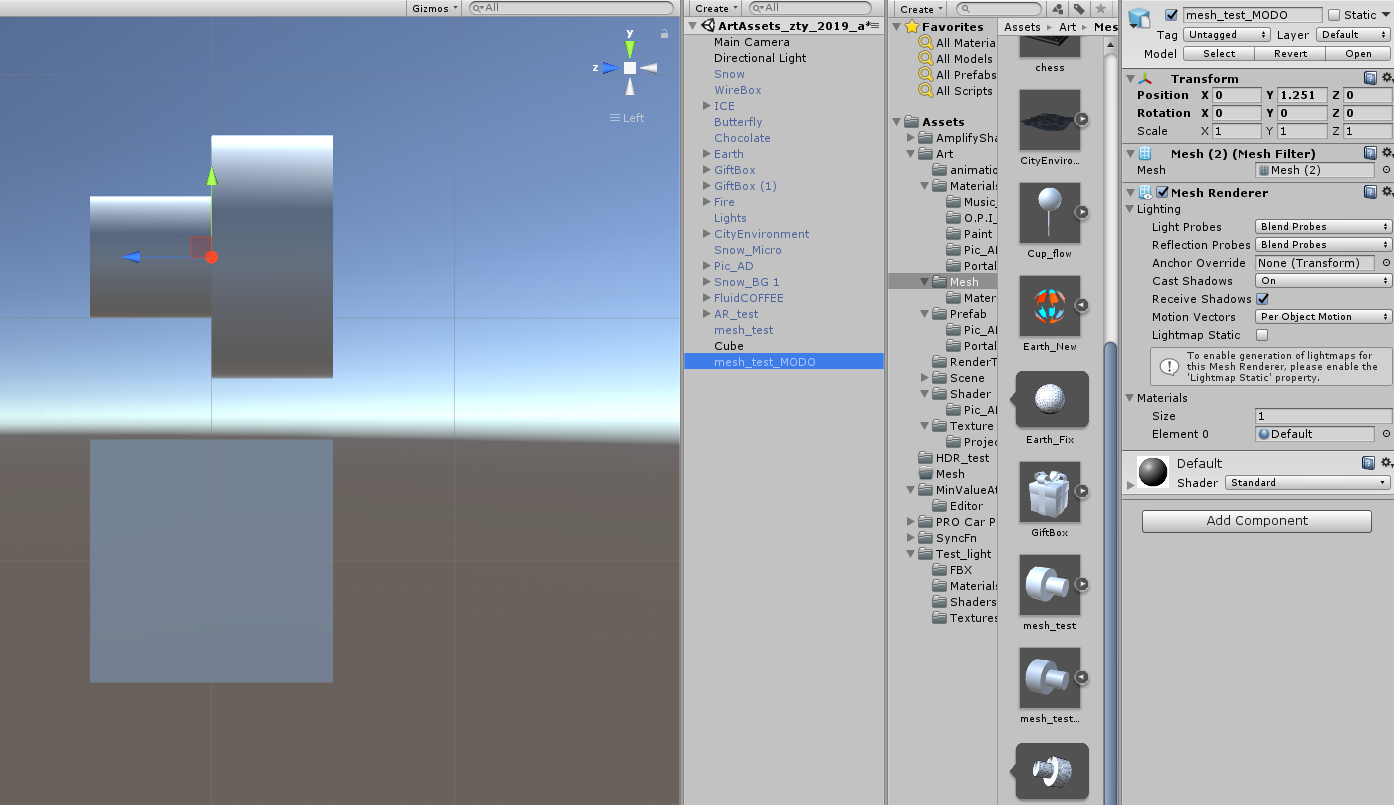 Gizmos
All
y
z
Left
Create
All
ArtAssets_zty_2019_a*
Main Camera
Directional Light
Snow
WireBox
ICE
Butterfly
Chocolate
Earth
GiftBox
GiftBox (1)
Fire
Lights
CityEnvironment
Snow_Micro
Pic_AD
Snow_BG 1
FluidCOFFEE
AR_test
mesh_test
Cube
mesh_test_MODO
Create
Favorites
All Materia
All Models
All Prefabs
All Scripts
Assets
AmplifySha
Art
animatio
Materials
Music_
O.P.I_
Paint
Pic_AD
Portal
Mesh
Mater
Prefab
Pic_AD
Portal
RenderT
Scene
Shader
Pic_AD
Texture
Projec
HDR_test
Mesh
MinValueAt
Editor
PRO Car P
SyncFn
Test_light
FBX
Materials
Shaders
Textures
Assets Art Mes
chess
CityEnviro...
Cup_flow
Earth_New
Earth_Fix
GiftBox
mesh_test
mesh_test...
mesh_test_MODO Static
Tag Untagged Layer Default
Model Select Revert Open
Transform
Position X 0 Y 1.251 Z 0
Rotation X 0 Y 0 Z 0
Scale X 1 Y 1 Z 1
Mesh (2) (Mesh Filter)
Mesh Mesh (2)
Mesh Renderer
Lighting
Light Probes Blend Probes
Reflection Probes Blend Probes
Anchor Override None (Transform)
Cast Shadows On
Receive Shadows
Motion Vectors Per Object Motion
Lightmap Static
To enable generation of lightmaps for
this Mesh Renderer, please enable the
'Lightmap Static' property.
Materials
Size 1
Element 0 Default
Default
Shader Standard
Add Component